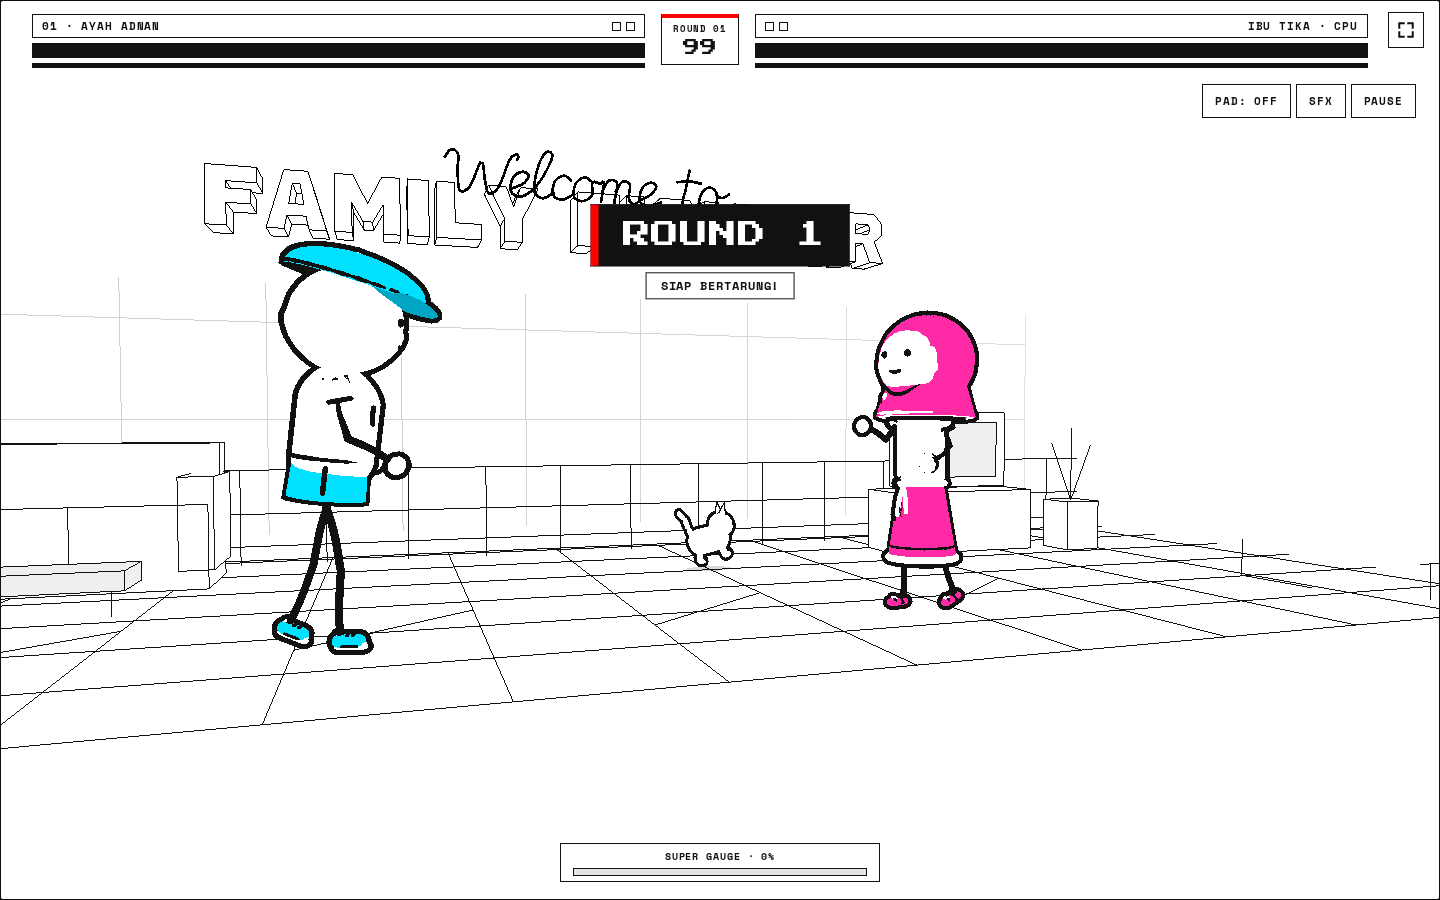 01 · AYAH ADNAN
ROUND 01
99
IBU TIKA · CPU
PAD: OFF
SFX
PAUSE
Welcome to
FAMILY
ROUND 1
SIAP BERTARUNG!
SUPER GAUGE · 0%